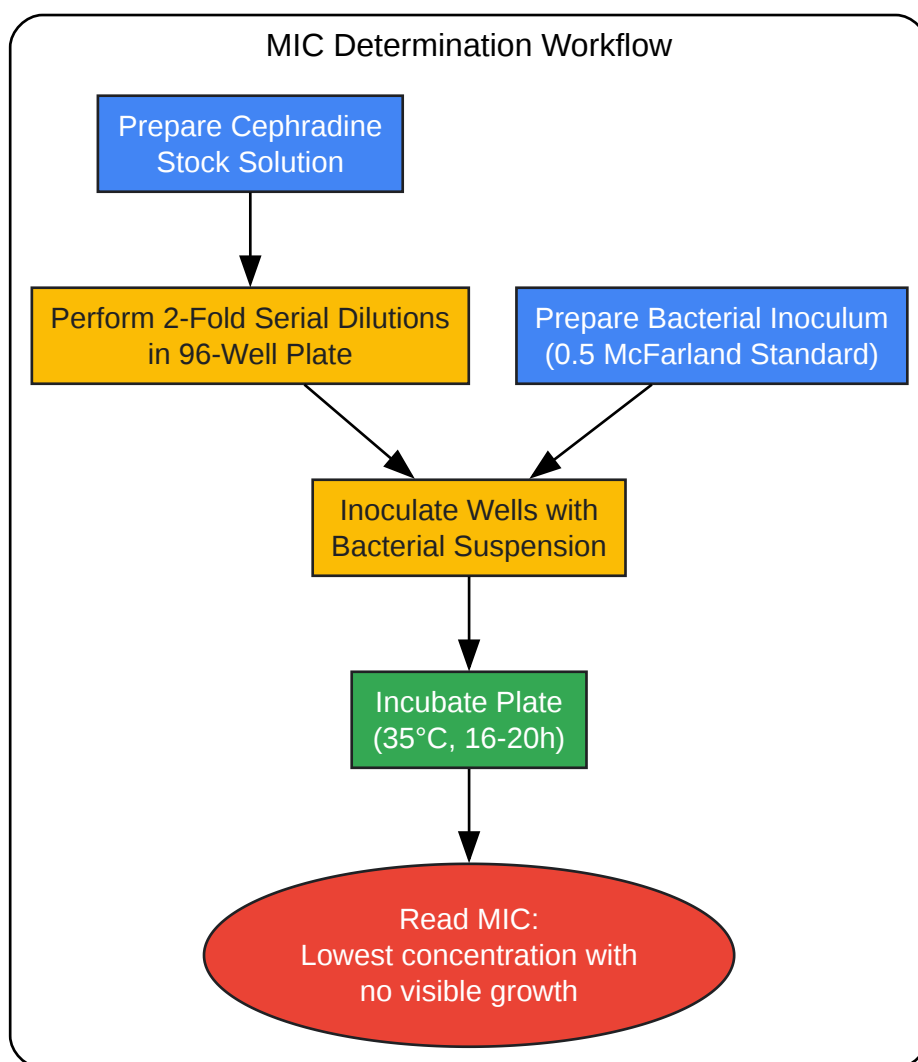 MIC Determination Workflow
Prepare Cephradine
Stock Solution
Perform 2-Fold Serial Dilutions
in 96-Well Plate
Prepare Bacterial Inoculum
(0.5 McFarland Standard)
Inoculate Wells with
Bacterial Suspension
Incubate Plate
(35°C, 16-20h)
Read MIC:
Lowest concentration with
no visible growth